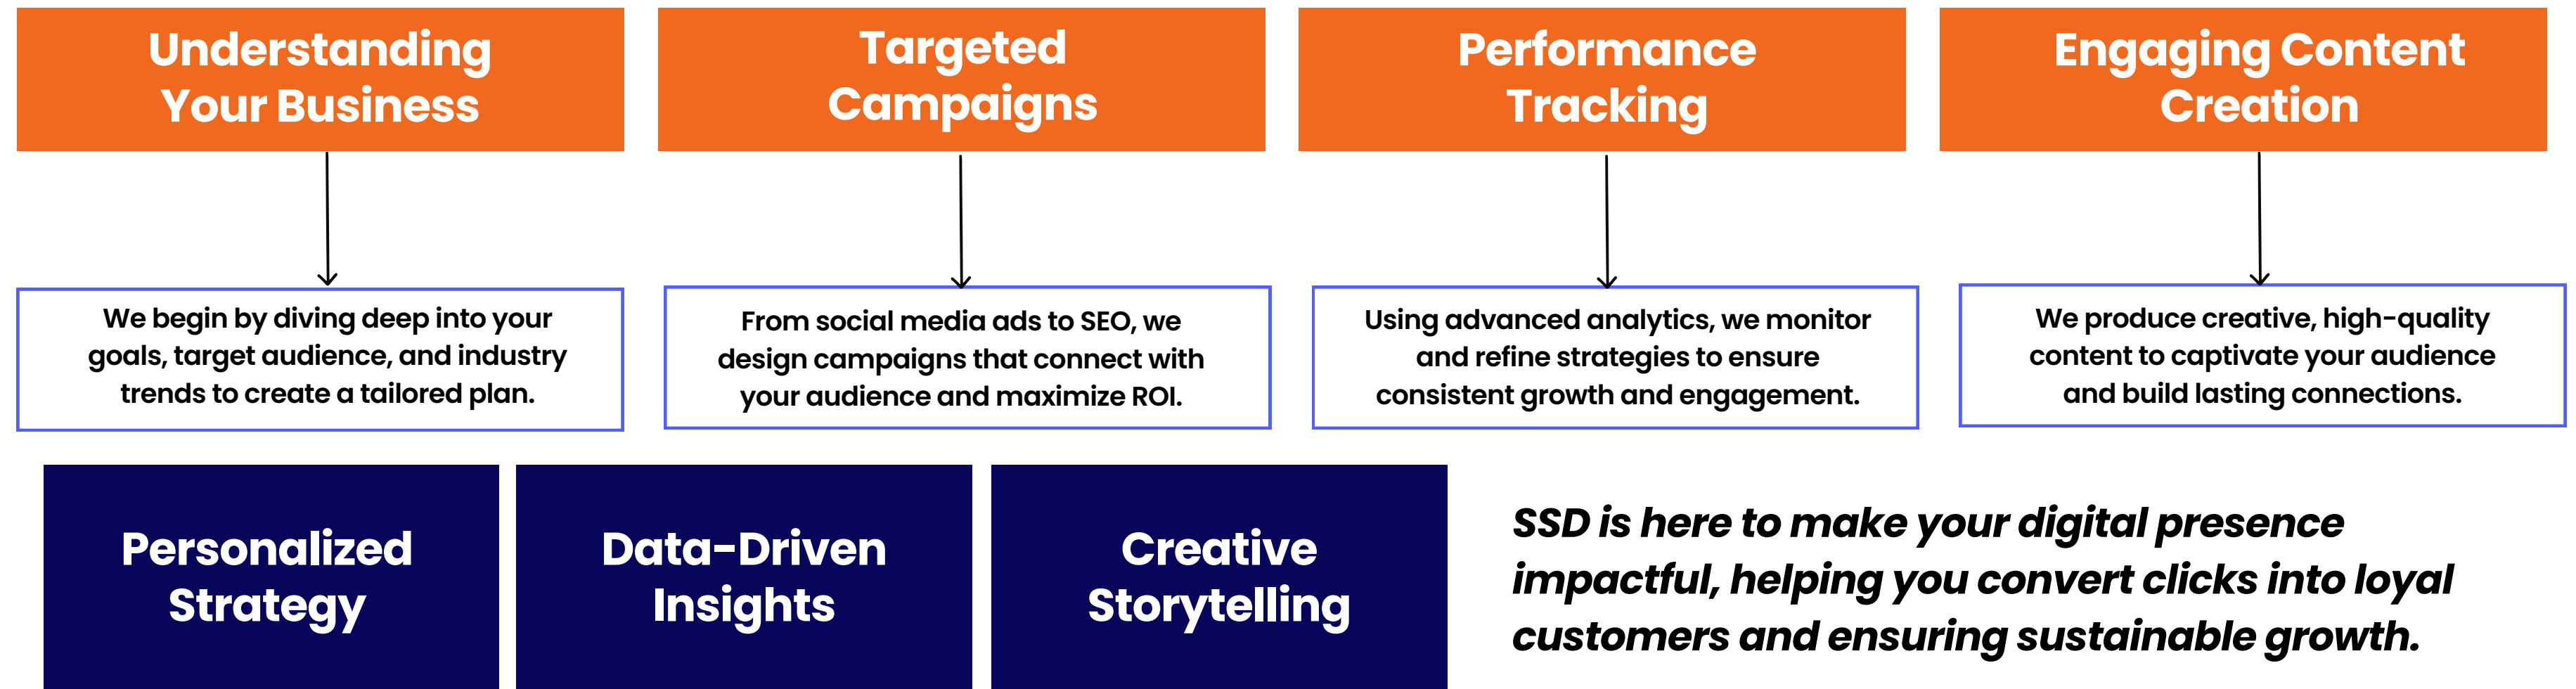 Understanding
Your Business
Targeted
Campaigns
Performance
Tracking
Engaging Content
Creation
We begin by diving deep into your
goals, target audience, and industry
trends to create a tailored plan.
From social media ads to SEO, we
design campaigns that connect with
your audience and maximize ROI.
Using advanced analytics, we monitor
and refine strategies to ensure
consistent growth and engagement.
We produce creative, high-quality
content to captivate your audience
and build lasting connections.
Personalized
Strategy
Data-Driven
Insights
Creative
Storytelling
SSD is here to make your digital presence
impactful, helping you convert clicks into loyal
customers and ensuring sustainable growth.